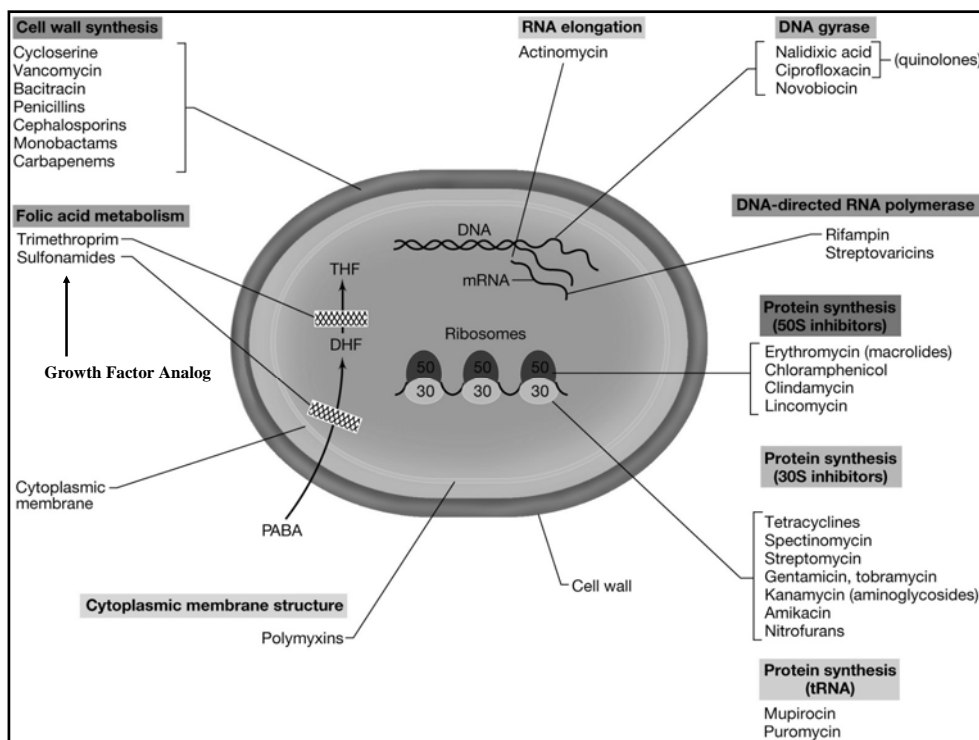 Cell wall synthesis
Cycloserine
Vancomycin
Bacitracin
Penicillins
Cephalosporins
Monobactams
Carbapenems
RNA elongation
Actinomycin
DNA gyrase
Nalidixic acid
Ciprofloxacin
(quinolones)
Novobiocin
Folic acid metabolism
Trimethroprim
Sulfonamides
Growth Factor Analog
DNA-directed RNA polymerase
Rifampin
Streptovaricins
DNA
mRNA
THF
DHF
PABA
Ribosomes
50 50 50
30 30 30
Protein synthesis
(50S inhibitors)
Erythromycin (macrolides)
Chloramphenicol
Clindamycin
Lincomycin
Protein synthesis
(30S inhibitors)
Tetracyclines
Spectinomycin
Streptomycin
Gentamicin, tobramycin
Kanamycin (aminoglycosides)
Amikacin
Nitrofurans
Cytoplasmic
membrane
Cell wall
Cytoplasmic membrane structure
Polymyxins
Protein synthesis
(tRNA)
Mupirocin
Puromycin